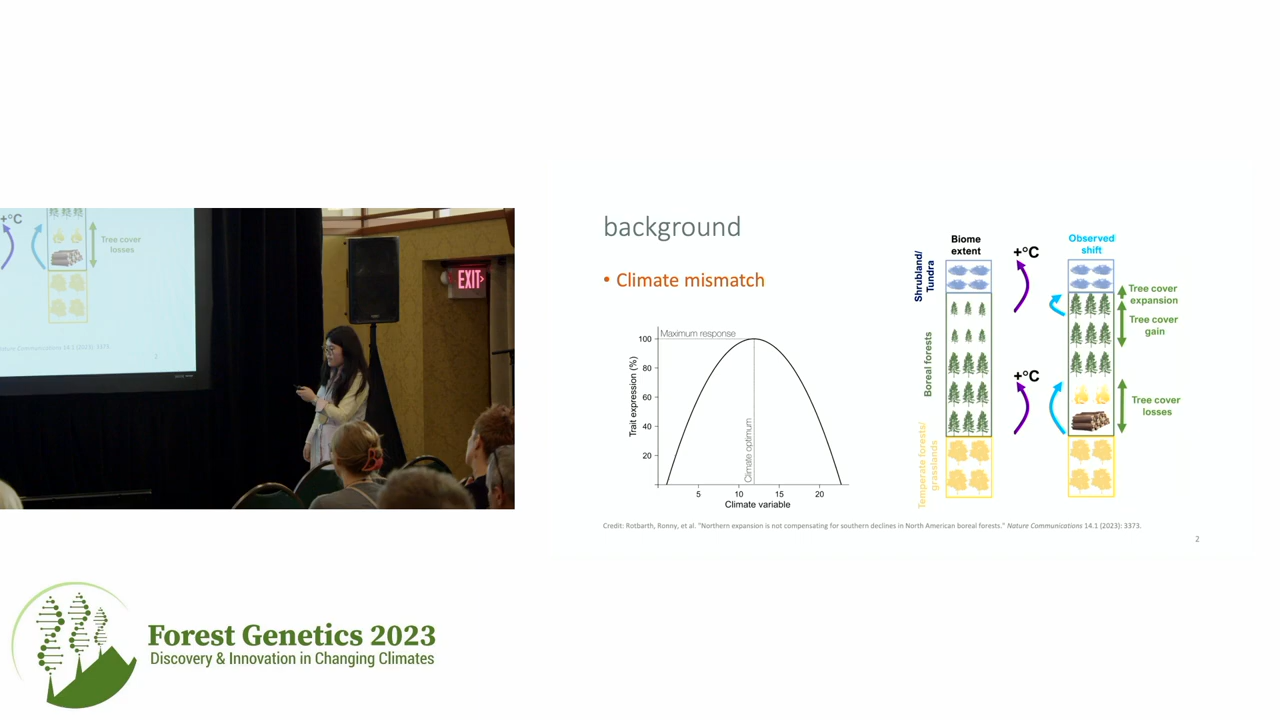 +°C
Tree cover
losses
EXIT
background
• Climate mismatch
Maximum response
100
80
60
40
20
Trait expression (%)
Climate optimum
5
10
15
20
Climate variable
Biome
extent
Observed
shift
Shrubland/
Tundra
Boreal forests
Temperate forests/
grasslands
+°C
+°C
Tree cover
expansion
Tree cover
gain
Tree cover
losses
Credit: Rotbarth, Ronny, et al. "Northern expansion is not compensating for southern declines in North American boreal forests." Nature Communications 14.1 (2023): 3373.
2
Forest Genetics 2023
Discovery & Innovation in Changing Climates